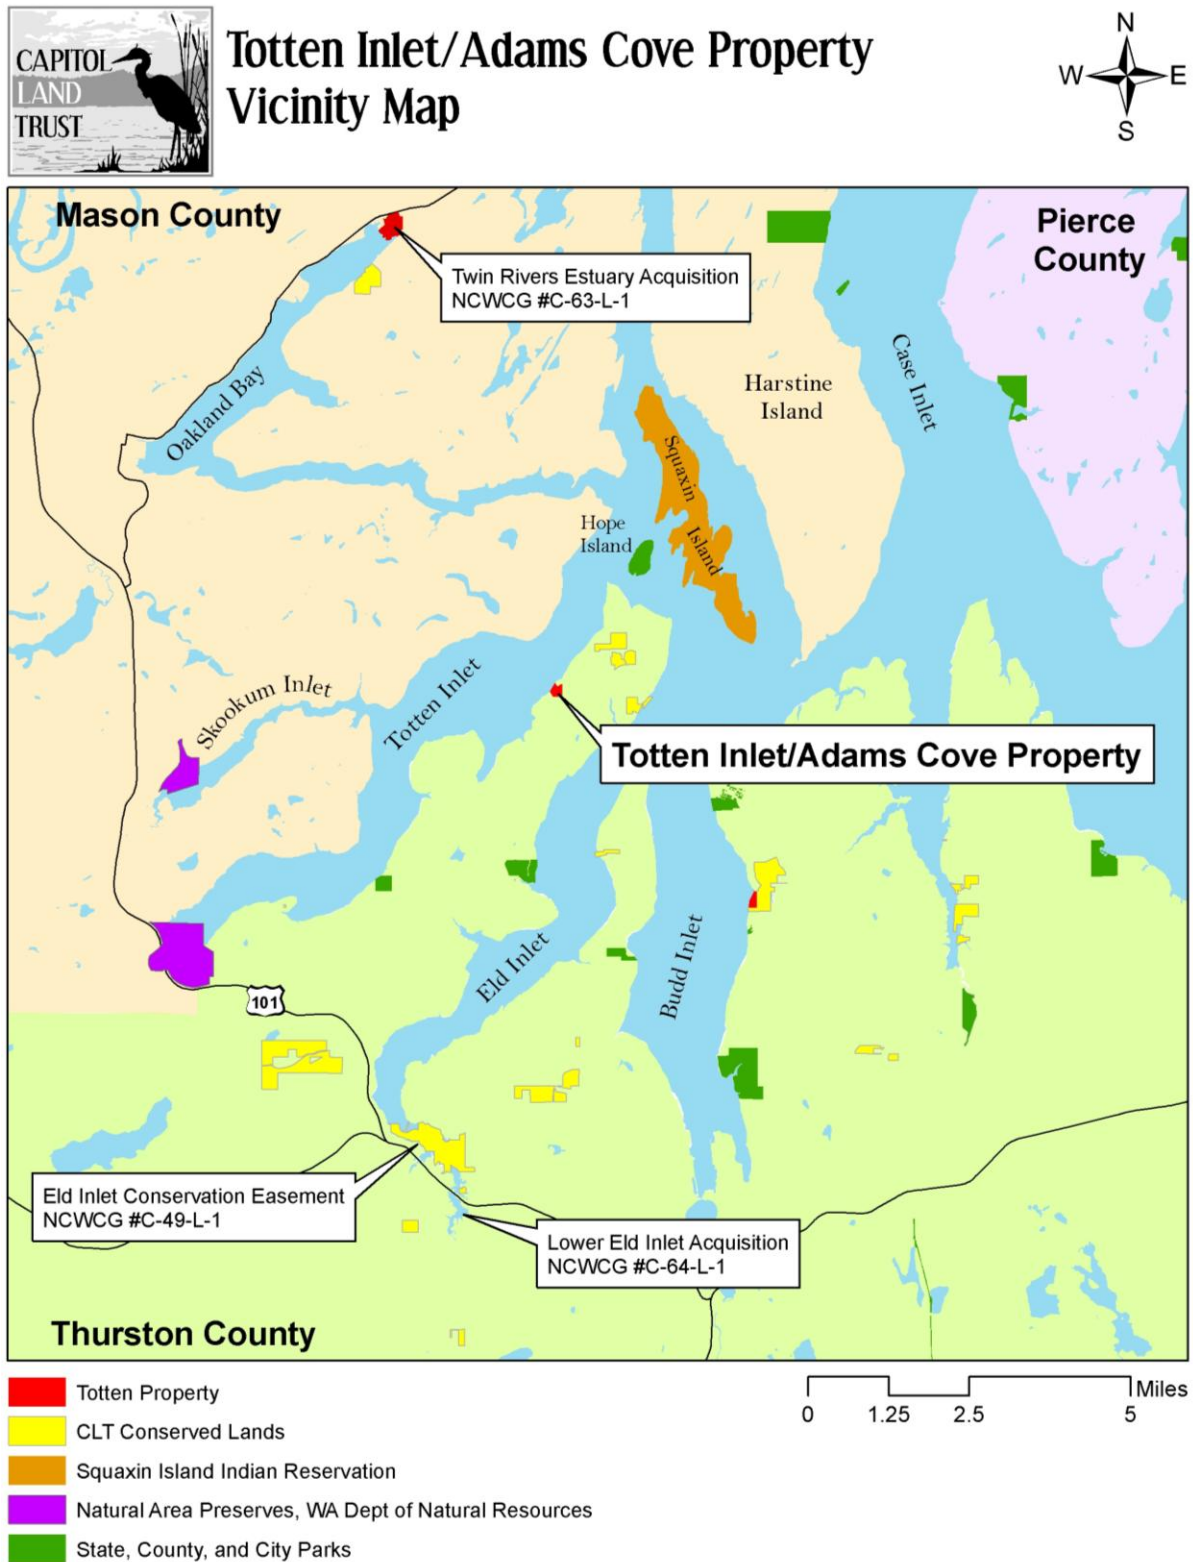 CAPITOL
LAND
TRUST
Totten Inlet/Adams Cove Property
Vicinity Map
N
W E
S
Mason County
Pierce
County
Twin Rivers Estuary Acquisition
NCWCG #C-63-L-1
Oakland Bay
Harstine
Island
Case Inlet
Squaxin
Island
Hope
Island
Skookum Inlet
Totten Inlet
Totten Inlet/Adams Cove Property
Eld Inlet
Budd Inlet
101
Eld Inlet Conservation Easement
NCWCG #C-49-L-1
Lower Eld Inlet Acquisition
NCWCG #C-64-L-1
Thurston County
Totten Property
CLT Conserved Lands
Squaxin Island Indian Reservation
Natural Area Preserves, WA Dept of Natural Resources
State, County, and City Parks
Miles
0 1.25 2.5 5